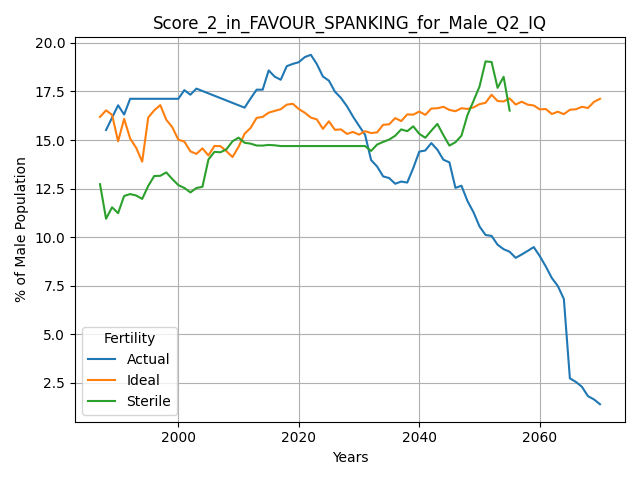 Score_2_in_FAVOUR_SPANKING_for_Male_Q2_IQ
% of Male Population
20.0
17.5
15.0
12.5
10.0
7.5
5.0
2.5
Fertility
Actual
Ideal
Sterile
2000
2020
2040
2060
Years